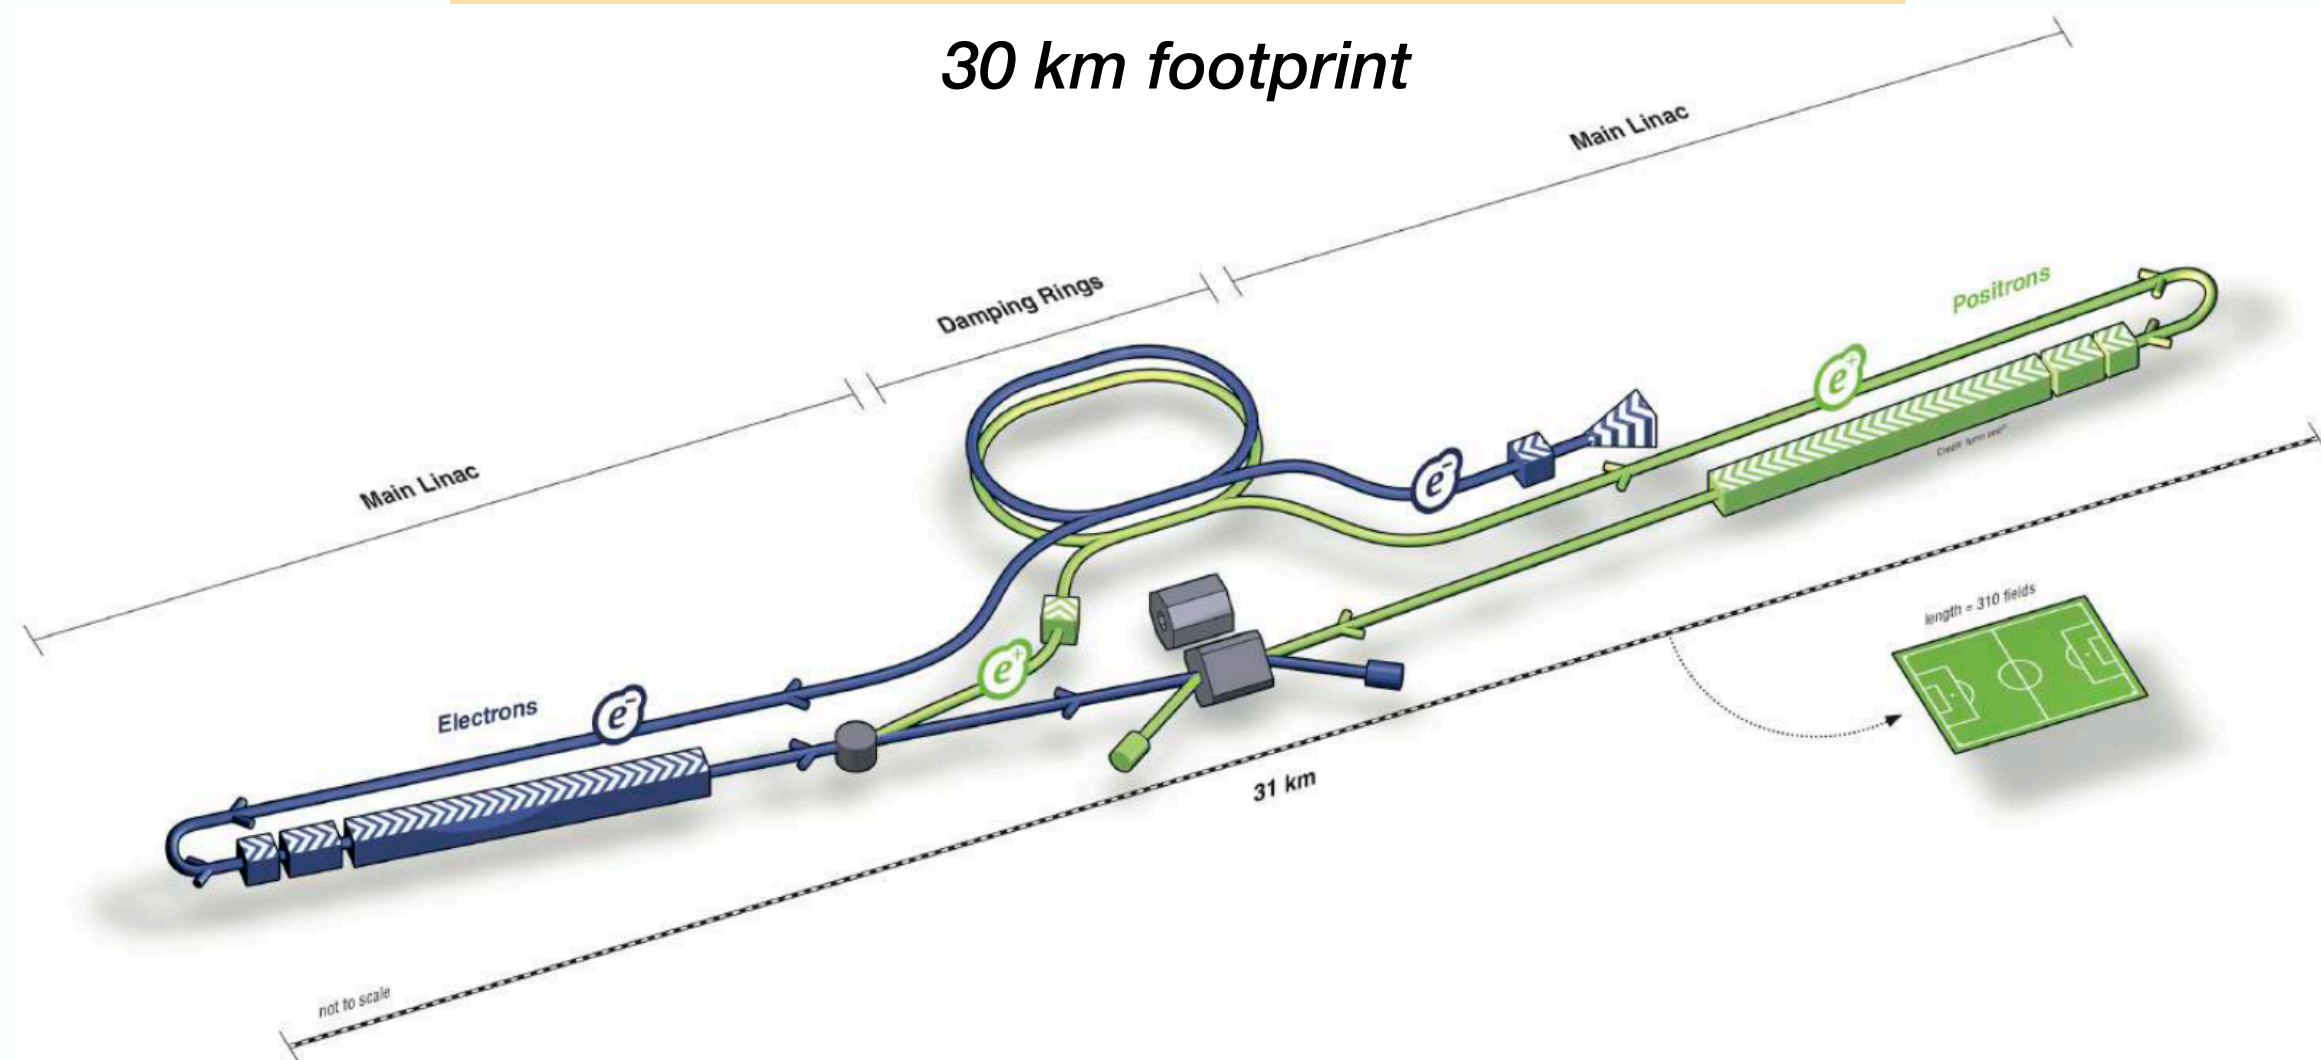 30 km footprint
Main Linac
Damping Rings
Main Linac
Positrons
e+
e-
Electrons
e-
e+
length = 310 fields
31 km
not to scale